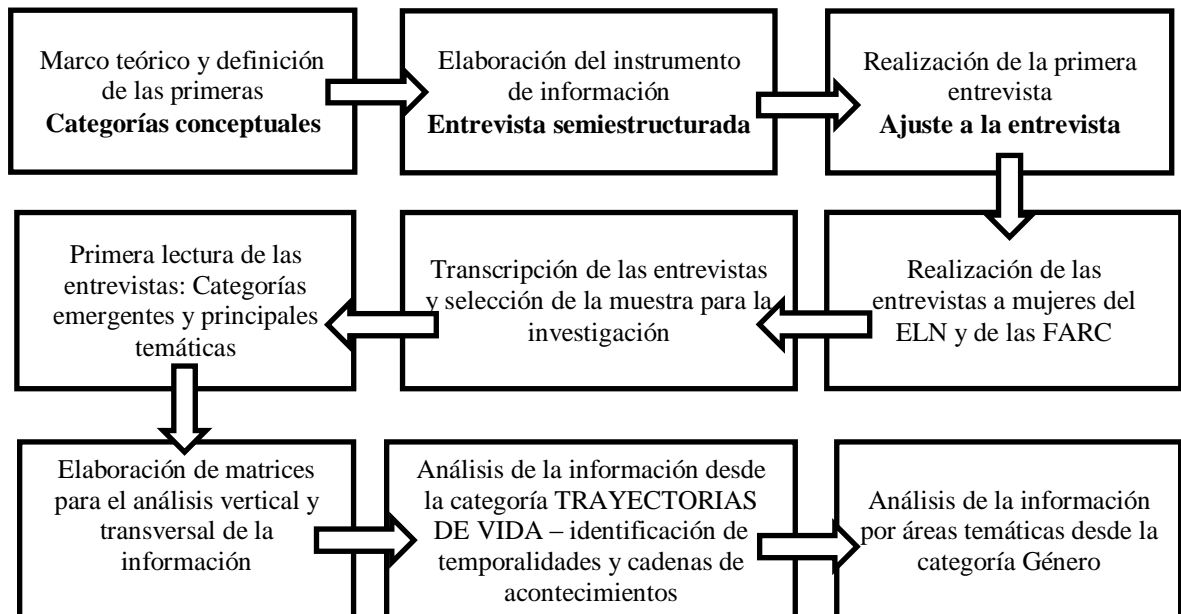 Marco teórico y definición
de las primeras
Categorías conceptuales
Elaboración del instrumento
de información
Entrevista semiestructurada
Realización de la primera
entrevista
Ajuste a la entrevista
Realización de las
entrevistas a mujeres del
ELN y de las FARC
Transcripción de las entrevistas
y selección de la muestra para la
investigación
Primera lectura de las
entrevistas: Categorías
emergentes y principales
temáticas
Elaboración de matrices
para el análisis vertical y
transversal de la
información
Análisis de la información desde
la categoría TRAYECTORIAS
DE VIDA – identificación de
temporalidades y cadenas de
acontecimientos
Análisis de la información
por áreas temáticas desde la
categoría Género